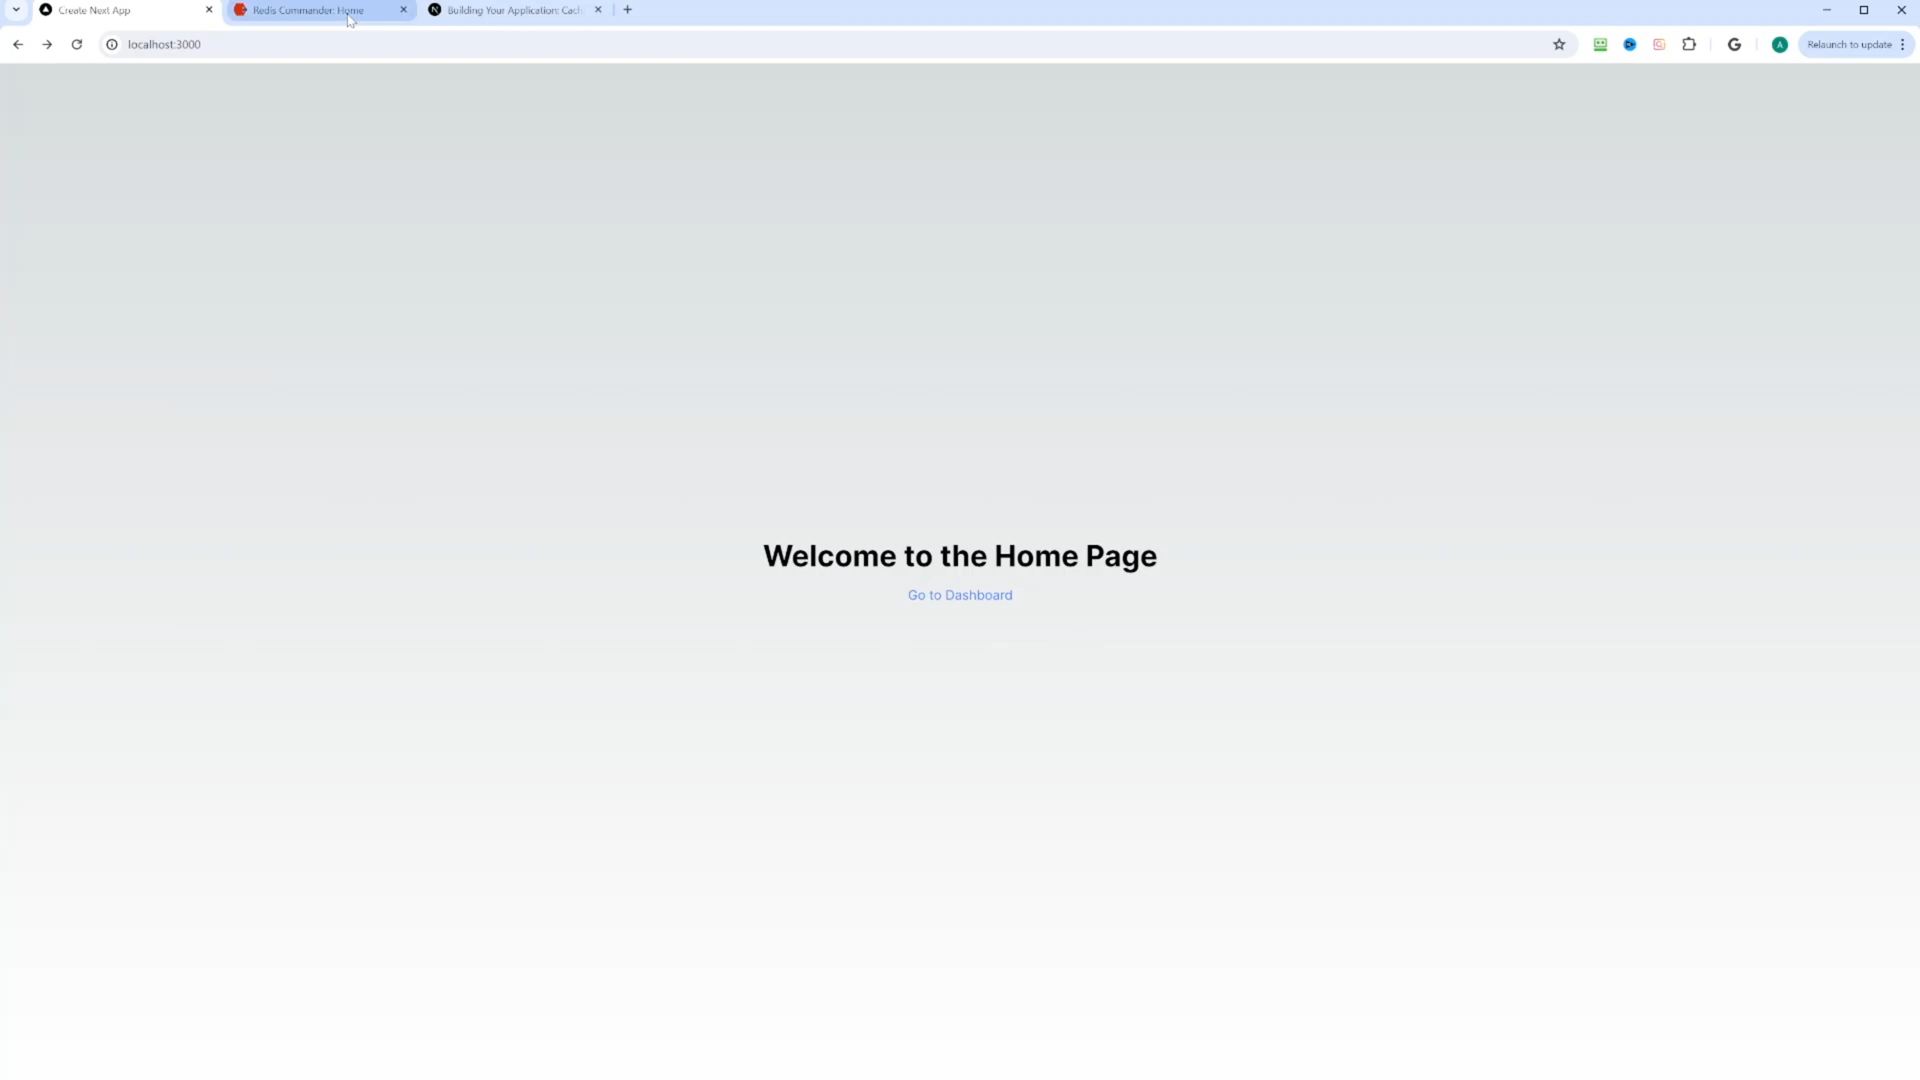 Create Next App
Redis Commander: Home
Building Your Application: Cach
localhost:3000
A
Relaunch to update
Welcome to the Home Page
Go to Dashboard